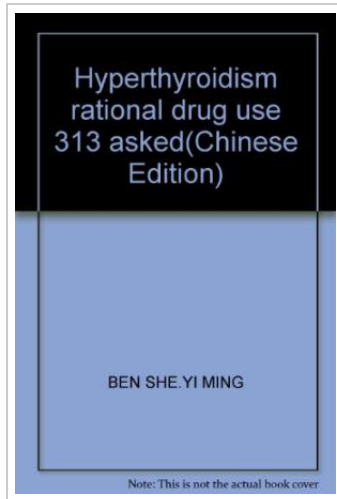 Hyperthyroidism
rational drug use
313 asked(Chinese
Edition)
BEN SHE.YI MING
Note: This is not the actual book cover